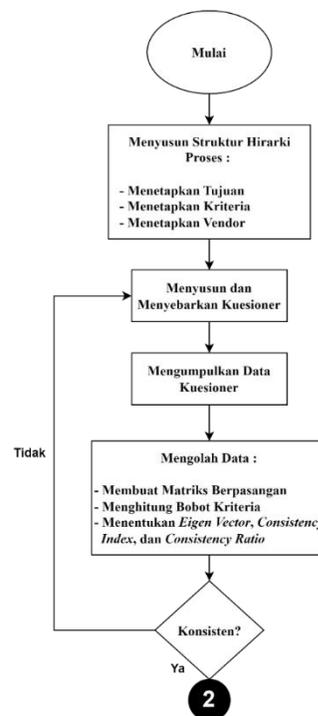 Mulai
Menyusun Struktur Hirarki
Proses :
- Menetapkan Tujuan
- Menetapkan Kriteria
- Menetapkan Vendor
Menyusun dan
Menyebarkan Kuesioner
Mengumpulkan Data
Kuesioner
Tidak
Mengolah Data :
- Membuat Matriks Berpasangan
- Menghitung Bobot Kriteria
- Menentukan Eigen Vector, Consistency
Index, dan Consistency Ratio
Konsisten?
Ya
2